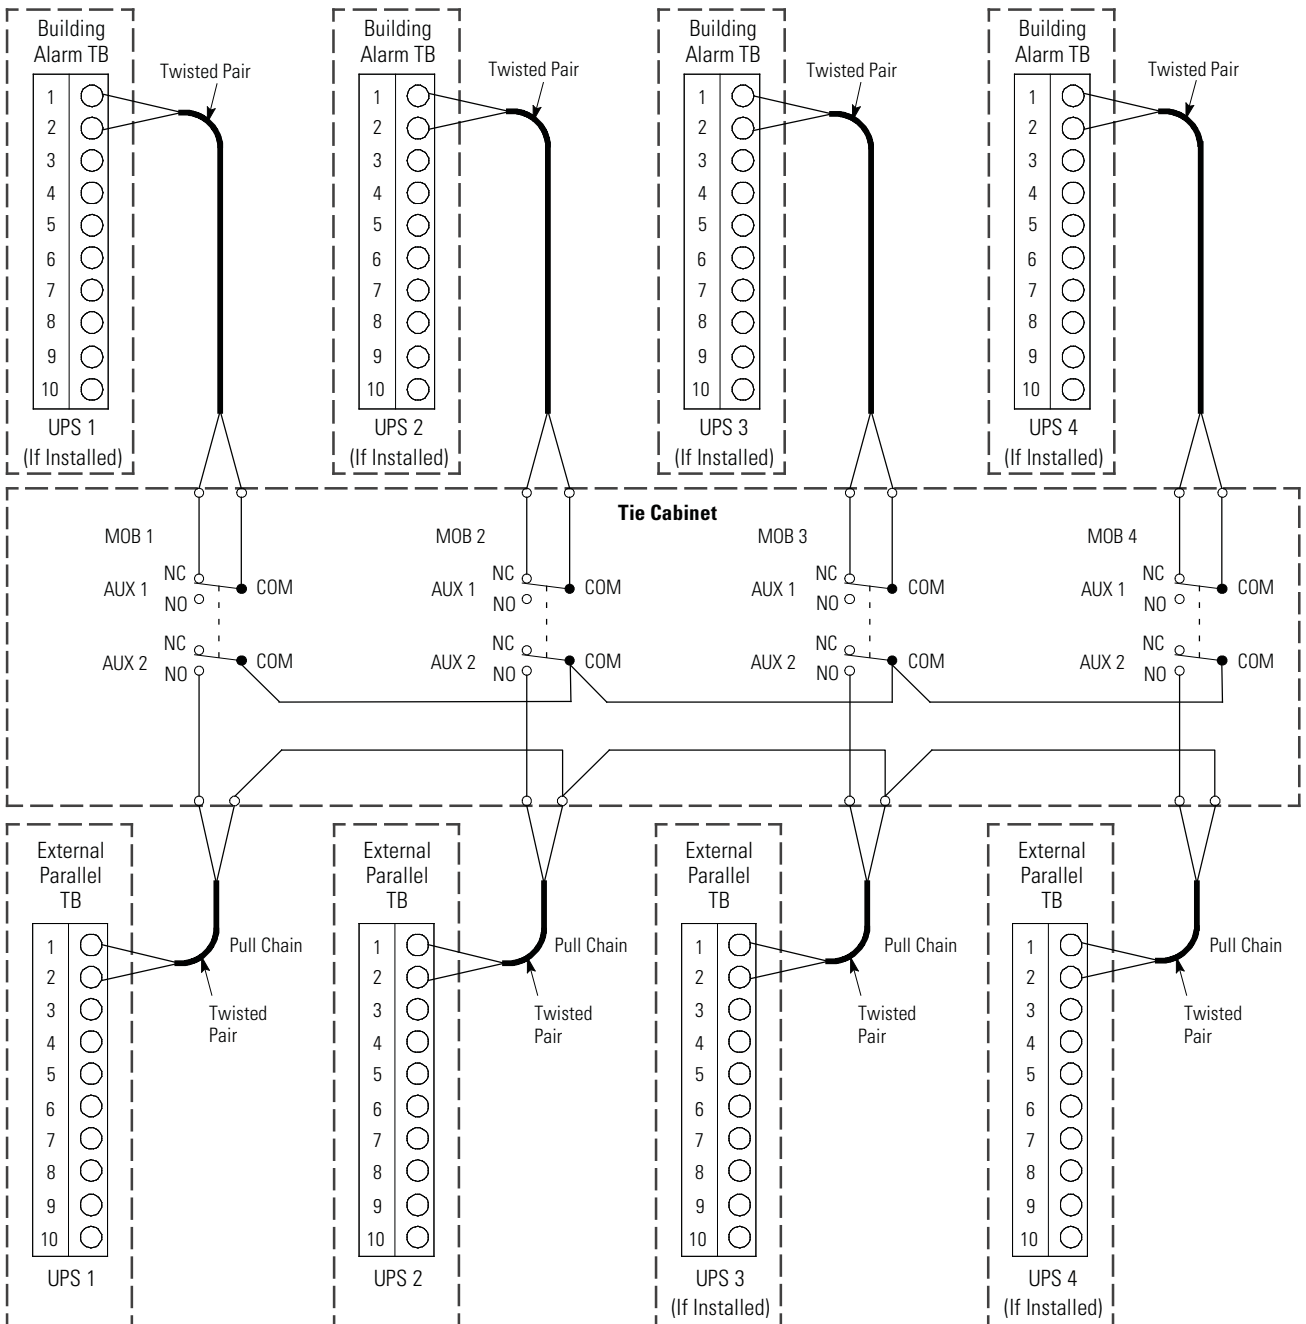 Building
Alarm TB
Twisted Pair
1
2
3
4
5
6
7
8
9
10
UPS 1
(If Installed)
Building
Alarm TB
Twisted Pair
1
2
3
4
5
6
7
8
9
10
UPS 2
(If Installed)
Building
Alarm TB
Twisted Pair
1
2
3
4
5
6
7
8
9
10
UPS 3
(If Installed)
Building
Alarm TB
Twisted Pair
1
2
3
4
5
6
7
8
9
10
UPS 4
(If Installed)
Tie Cabinet
MOB 1
NC
AUX 1
COM
NO
NC
AUX 2
COM
NO
MOB 2
NC
AUX 1
COM
NO
NC
AUX 2
COM
NO
MOB 3
NC
AUX 1
COM
NO
NC
AUX 2
COM
NO
MOB 4
NC
AUX 1
COM
NO
NC
AUX 2
COM
NO
External
Parallel
TB
1
2
3
4
5
6
7
8
9
10
Pull Chain
Twisted
Pair
UPS 1
External
Parallel
TB
1
2
3
4
5
6
7
8
9
10
Pull Chain
Twisted
Pair
UPS 2
External
Parallel
TB
1
2
3
4
5
6
7
8
9
10
Pull Chain
Twisted
Pair
UPS 3
(If Installed)
External
Parallel
TB
1
2
3
4
5
6
7
8
9
10
Pull Chain
Twisted
Pair
UPS 4
(If Installed)